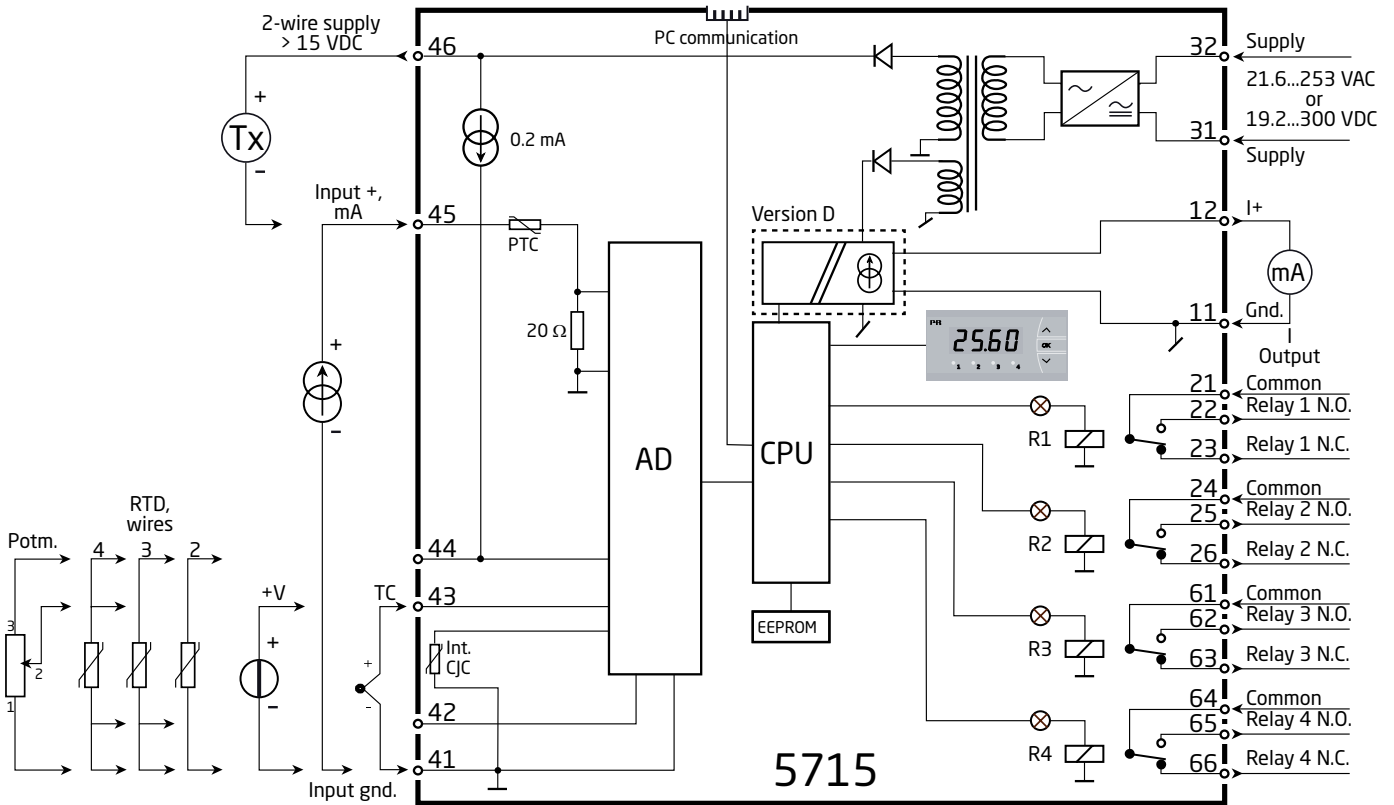 2-wire supply
> 15 VDC
46
PC communication
32
Supply
21.6...253 VAC
or
19.2...300 VDC
31
Supply
+
Tx
-
0.2 mA
Input +,
mA
45
PTC
20 Ω
Version D
12
I+
mA
11
Gnd.
I
Output
PR
25.60
OK
1 2 3 4
+
-
AD
CPU
EEPROM
R1
21
Common
22
Relay 1 N.O.
23
Relay 1 N.C.
R2
24
Common
25
Relay 2 N.O.
26
Relay 2 N.C.
R3
61
Common
62
Relay 3 N.O.
63
Relay 3 N.C.
R4
64
Common
65
Relay 4 N.O.
66
Relay 4 N.C.
Potm.
3
2
1
RTD,
wires
4 3 2
+V
+
-
44
TC
43
+
-
Int.
CJC
42
41
Input gnd.
5715